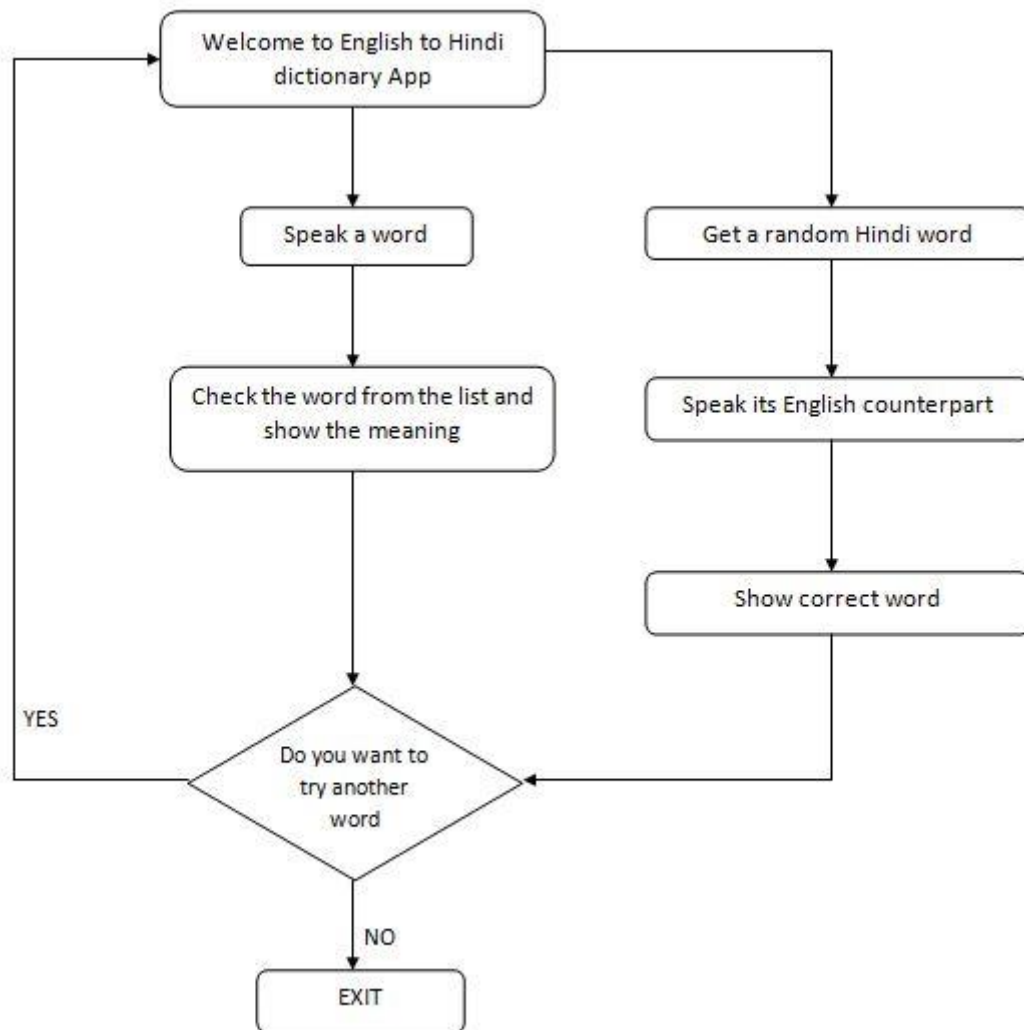 Welcome to English to Hindi
dictionary App
Speak a word
Get a random Hindi word
Check the word from the list and
show the meaning
Speak its English counterpart
Show correct word
YES
Do you want to
try another
word
NO
EXIT